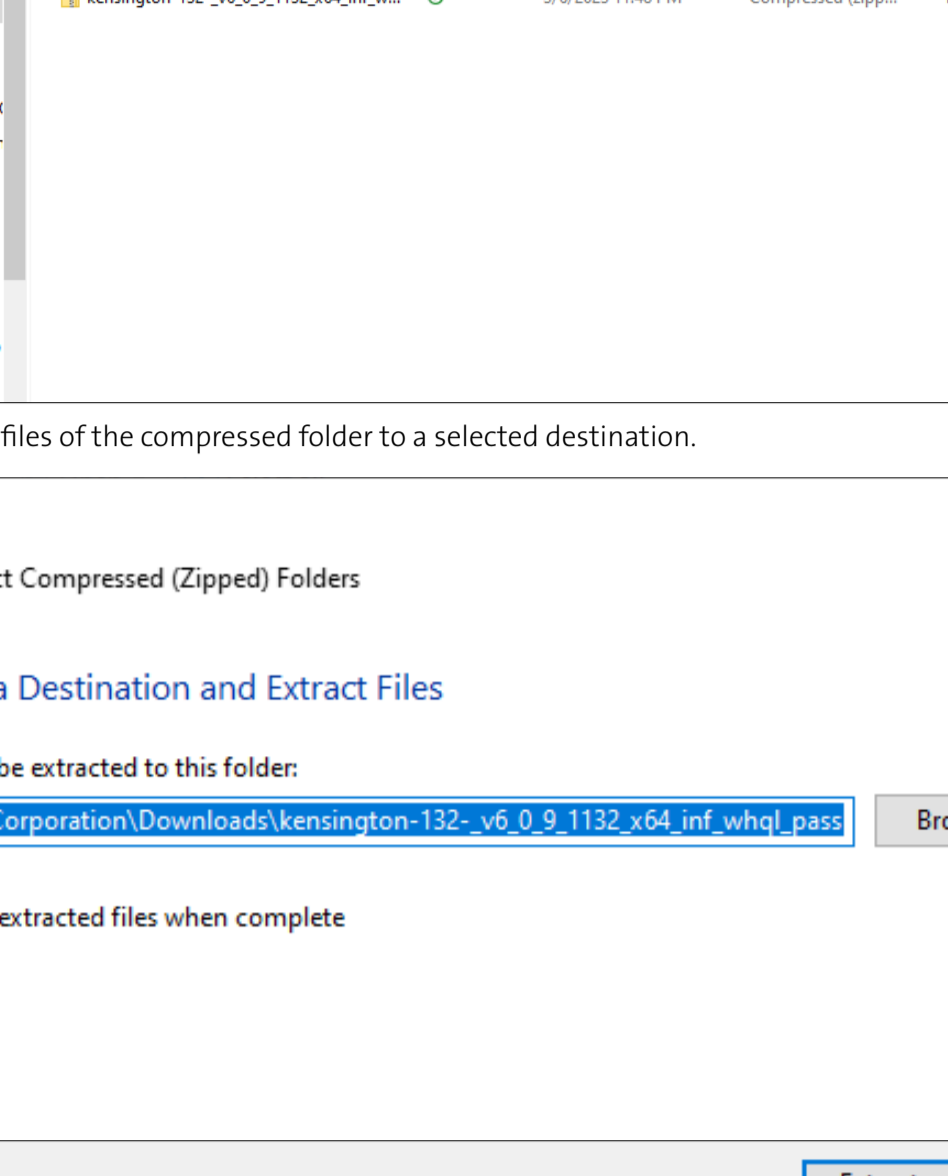 files of the compressed folder to a selected destination.
Compressed (Zipped) Folders
a Destination and Extract Files
be extracted to this folder:
Corporation\Downloads\kensington-132-_v6_0_9_1132_x64_inf_whql_pass
extracted files when complete